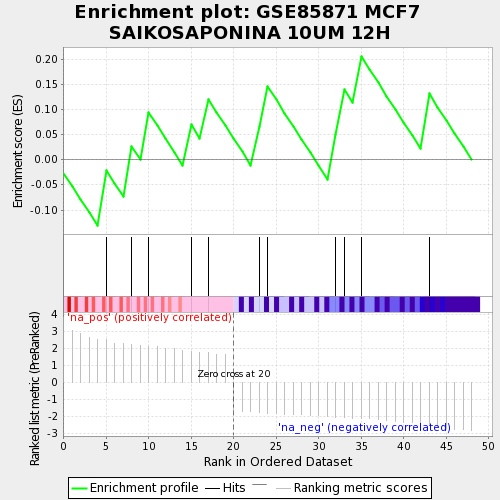 Enrichment plot: GSE85871 MCF7
SAIKOSAPONINA 10UM 12H
Enrichment score (ES)
0.20
0.15
0.10
0.05
0.00
-0.05
-0.10
'na_pos' (positively correlated)
Ranked list metric (PreRanked)
4
3
2
1
0
-1
-2
-3
Zero cross at 20
'na_neg' (negatively correlated)
0 5 10 15 20 25 30 35 40 45 50
Rank in Ordered Dataset
Enrichment profile Hits Ranking metric scores